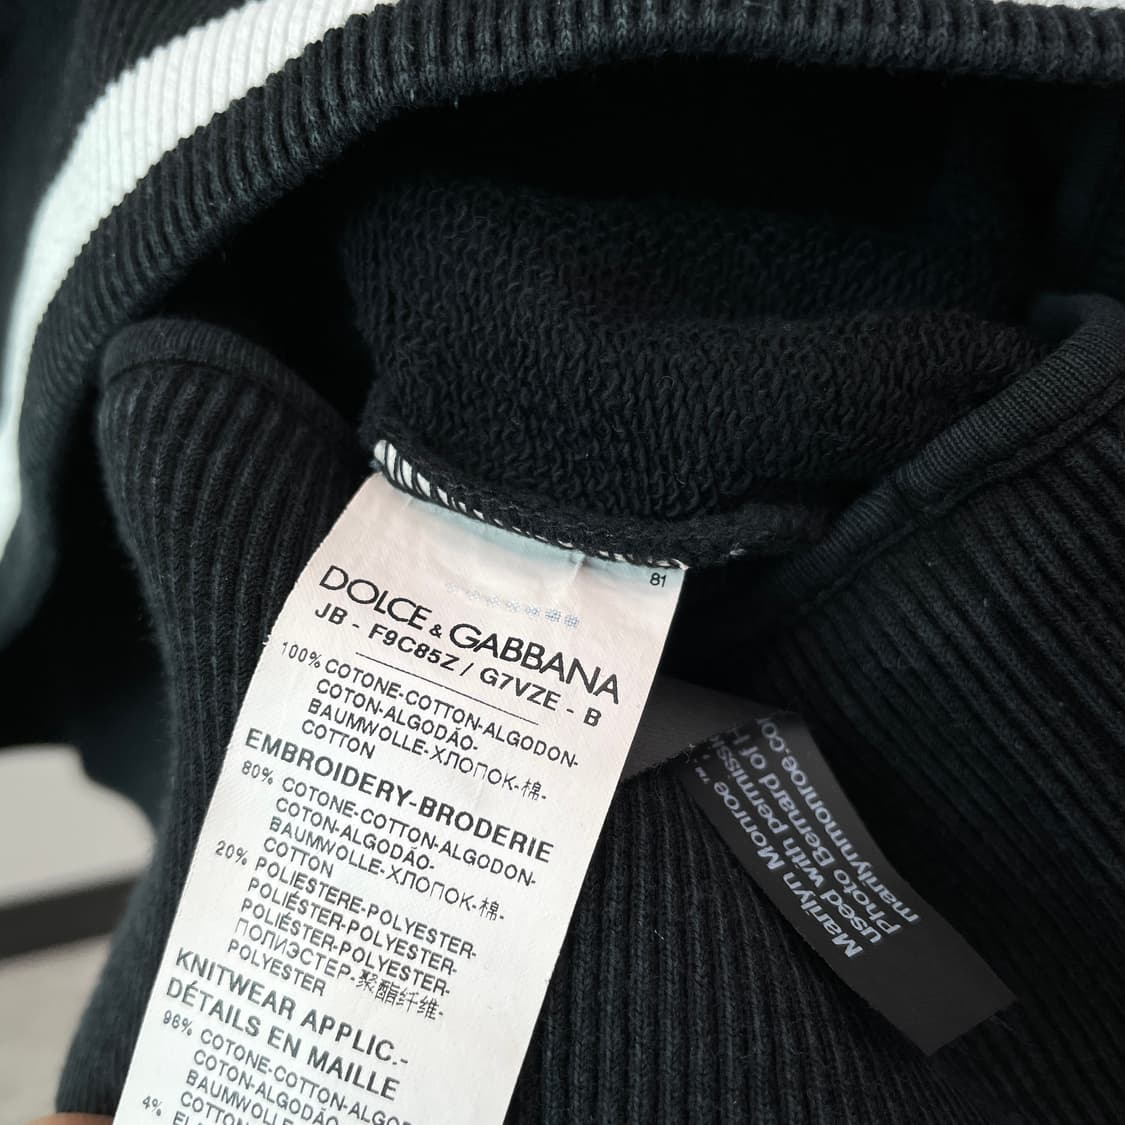 81
DOLCE & GABBANA
JB - F9C85Z / G7VZE - B
100% COTONE-COTTON-ALGODON-
COTON-ALGODÃO-
BAUMWOLLE-ХЛОПОК-棉-
COTTON
EMBROIDERY-BRODERIE
80% COTONE-COTTON-ALGODON-
COTON-ALGODÃO-
BAUMWOLLE-ХЛОПОК-棉-
COTTON
20% POLIESTERE-POLYESTER-
POLIÉSTER-POLYESTER-
POLIÉSTER-POLYESTER-
ПОЛИЭСТЕР-聚酯纤维-
POLYESTER
KNITWEAR APPLIC.-
DÉTAILS EN MAILLE
96% COTONE-COTTON-ALGO
COTON-ALGODÃO
BAUMWOLLE
COTTON
4%
Marilyn Monroe™
used with permiss
Photo Bernard of
marilynmonroe.co